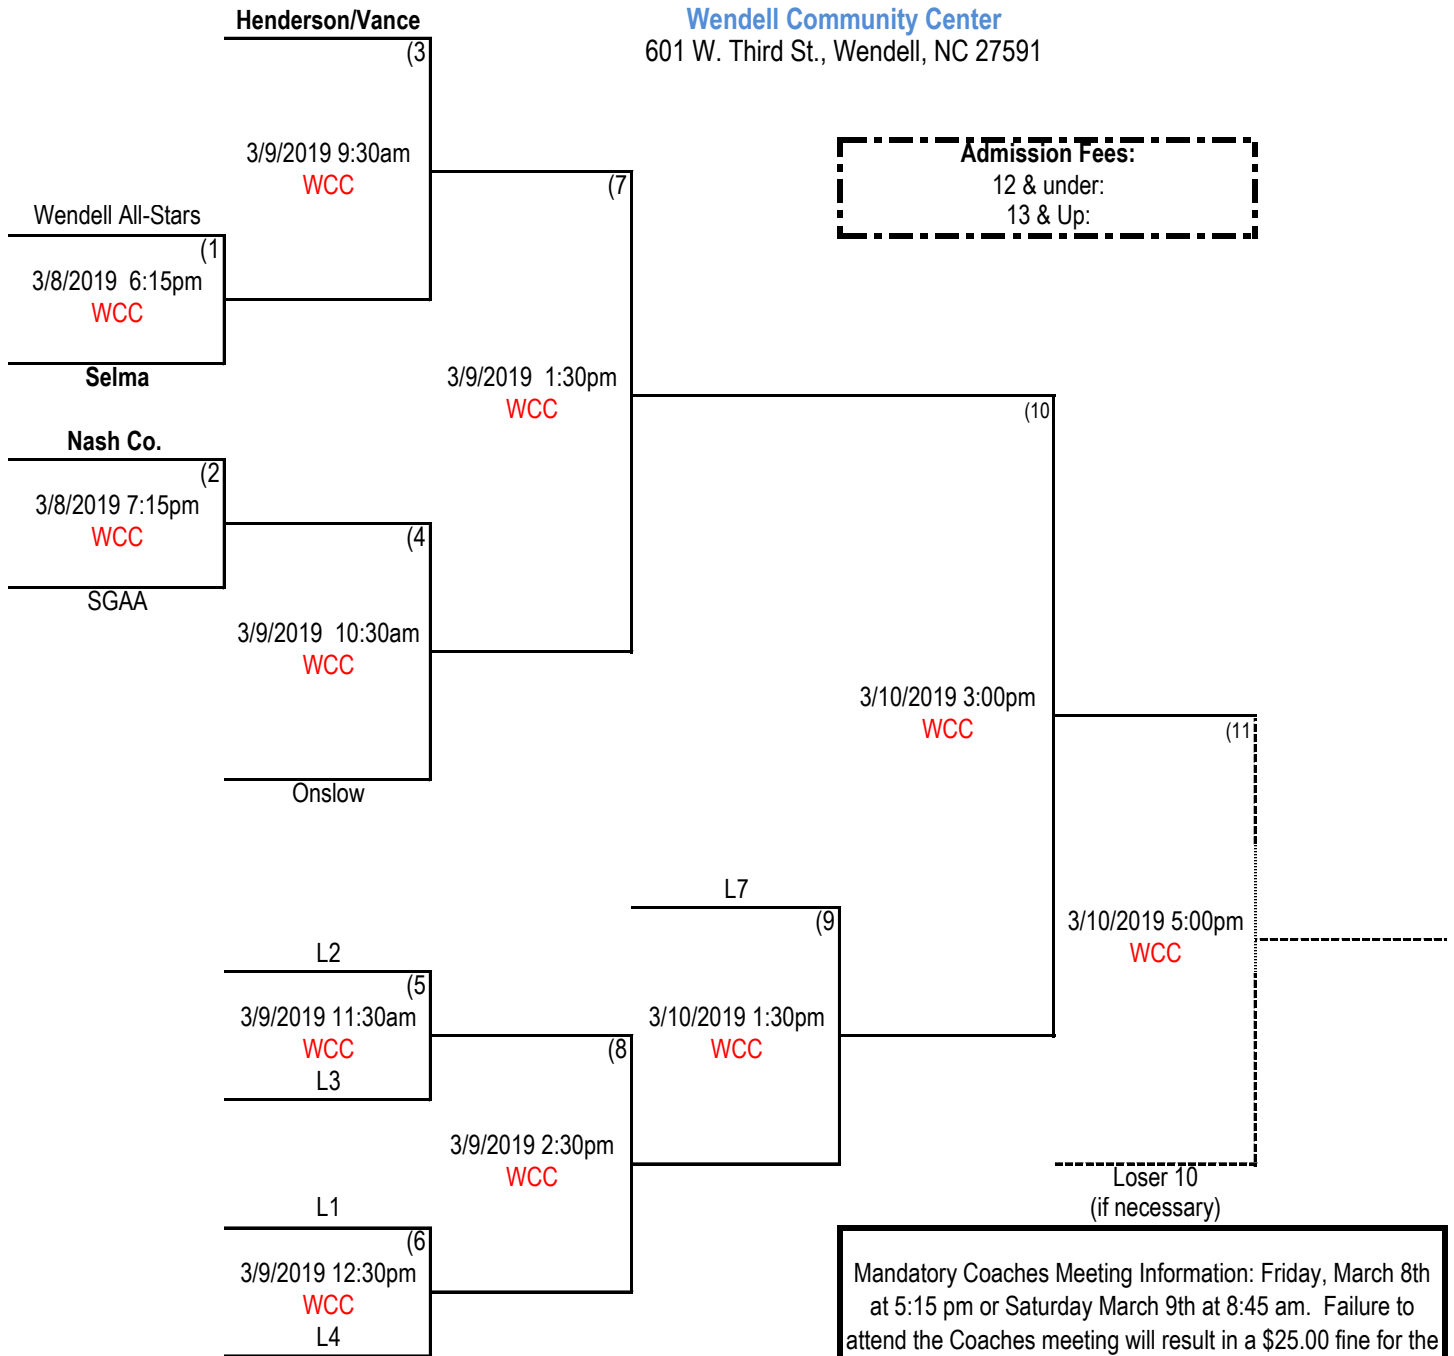 Henderson/Vance
Wendell Community Center
601 W. Third St., Wendell, NC 27591
(3
3/9/2019 9:30am
WCC
Admission Fees:
12 & under:
13 & Up:
(7
Wendell All-Stars
(1
3/8/2019 6:15pm
WCC
Selma
3/9/2019 1:30pm
WCC
(10
Nash Co.
(2
3/8/2019 7:15pm
WCC
SGAA
(4
3/9/2019 10:30am
WCC
Onslow
3/10/2019 3:00pm
WCC
(11
L7
(9
3/10/2019 5:00pm
WCC
L2
(5
3/9/2019 11:30am
WCC
L3
3/10/2019 1:30pm
WCC
(8
3/9/2019 2:30pm
WCC
Loser 10
(if necessary)
L1
(6
3/9/2019 12:30pm
WCC
L4
Mandatory Coaches Meeting Information: Friday, March 8th
at 5:15 pm or Saturday March 9th at 8:45 am. Failure to
attend the Coaches meeting will result in a $25.00 fine for the